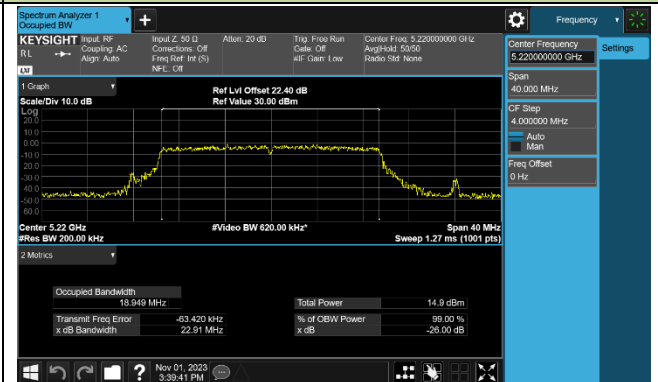 Spectrum Analyzer 1
Occupied BW
Frequency
KEYSIGHT
RL
LXI
Input: RF
Coupling: AC
Align: Auto
Input Z: 50 Ω
Corrections: Off
Freq Ref: Int (S)
NFE: Off
Atten: 20 dB
Trig: Free Run
Gate: Off
#IF Gain: Low
Center Freq: 5.220000000 GHz
Avg|Hold: 50/50
Radio Std: None
Center Frequency
5.220000000 GHz
Settings
Span
40.000 MHz
CF Step
4.000000 MHz
Auto
Man
Freq Offset
0 Hz
1 Graph
Scale/Div 10.0 dB
Ref Lvl Offset 22.40 dB
Ref Value 30.00 dBm
Log
20.0
10.0
0.00
-10.0
-20.0
-30.0
-40.0
-50.0
-60.0
Center 5.22 GHz
#Video BW 620.00 kHz*
Span 40 MHz
#Res BW 200.00 kHz
Sweep 1.27 ms (1001 pts)
2 Metrics
Occupied Bandwidth
18.949 MHz
Total Power
14.9 dBm
Transmit Freq Error
-63.420 kHz
% of OBW Power
99.00 %
x dB Bandwidth
22.91 MHz
x dB
-26.00 dB
?
Nov 01, 2023
3:39:41 PM